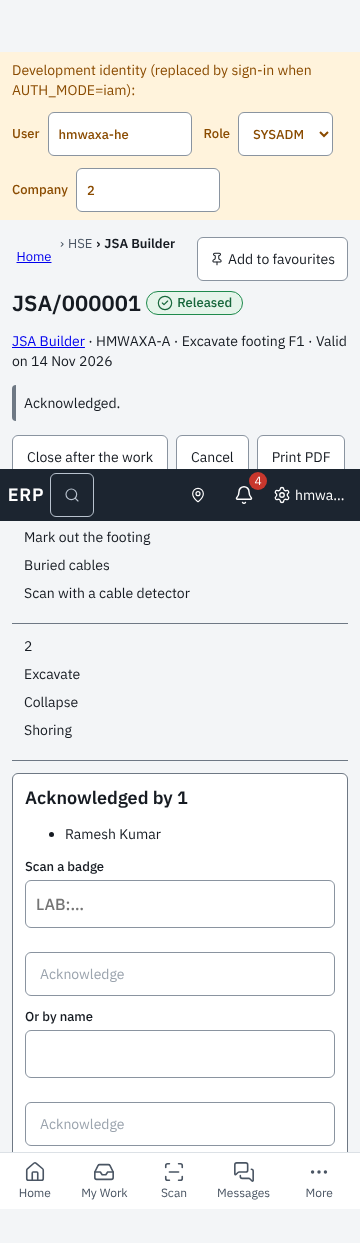 Development identity (replaced by sign-in when
AUTH_MODE=iam):
User hmwaxa-he Role SYSADM
Company 2
Home › HSE › JSA Builder
Add to favourites
JSA/000001 Released
JSA Builder · HMWAXA-A · Excavate footing F1 · Valid
on 14 Nov 2026
Acknowledged.
Close after the work Cancel Print PDF
ERP 4 hmwa...
Mark out the footing
Buried cables
Scan with a cable detector
2
Excavate
Collapse
Shoring
Acknowledged by 1
• Ramesh Kumar
Scan a badge
LAB:...
Acknowledge
Or by name
Acknowledge
Home My Work Scan Messages More